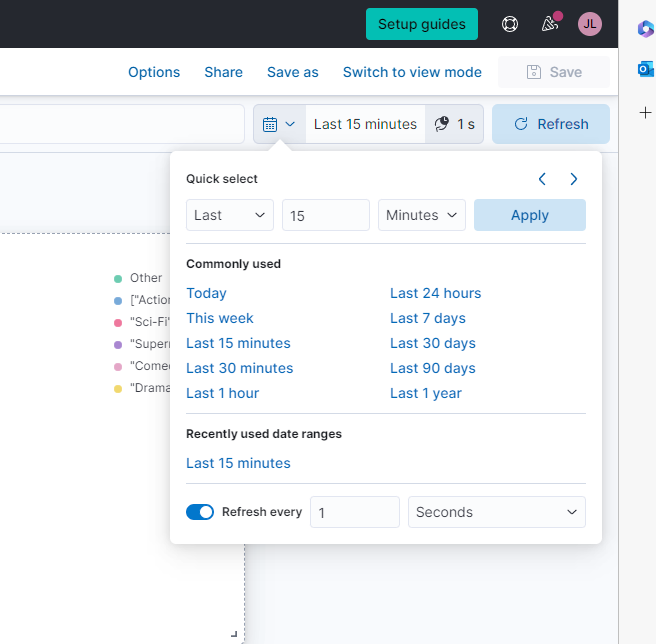 Setup guides
JL
Options Share Save as Switch to view mode Save
Last 15 minutes 1 s Refresh
Quick select
Last 15 Minutes Apply
Commonly used
Today Last 24 hours
This week Last 7 days
Last 15 minutes Last 30 days
Last 30 minutes Last 90 days
Last 1 hour Last 1 year
Recently used date ranges
Last 15 minutes
Refresh every 1 Seconds
Other
["Action
"Sci-Fi"
"Super
"Come
"Drama